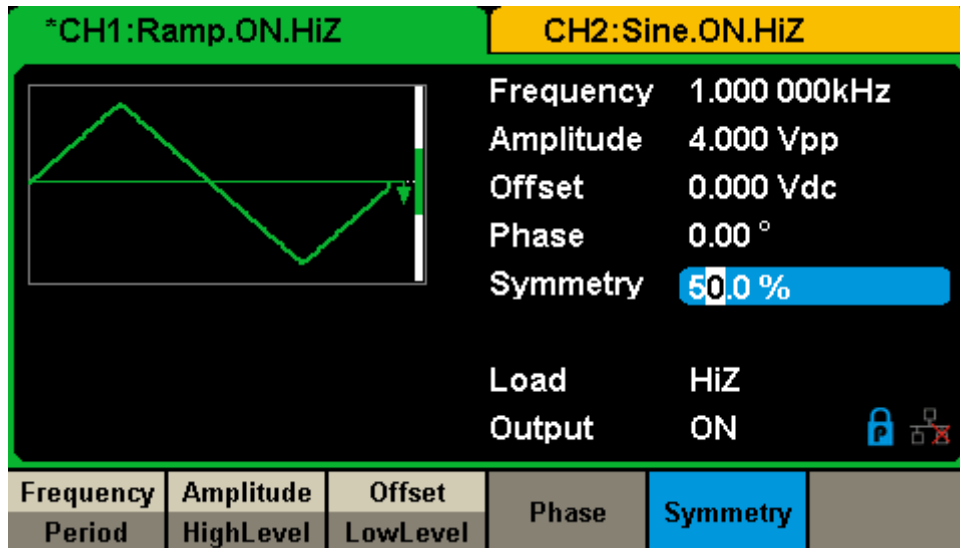 *CH1:Ramp.ON.HiZ
CH2:Sine.ON.HiZ
Frequency 1.000 000kHz
Amplitude 4.000 Vpp
Offset 0.000 Vdc
Phase 0.00 °
Symmetry 50.0 %
Load HiZ
Output ON
P
Frequency Amplitude Offset Phase Symmetry
Period HighLevel LowLevel